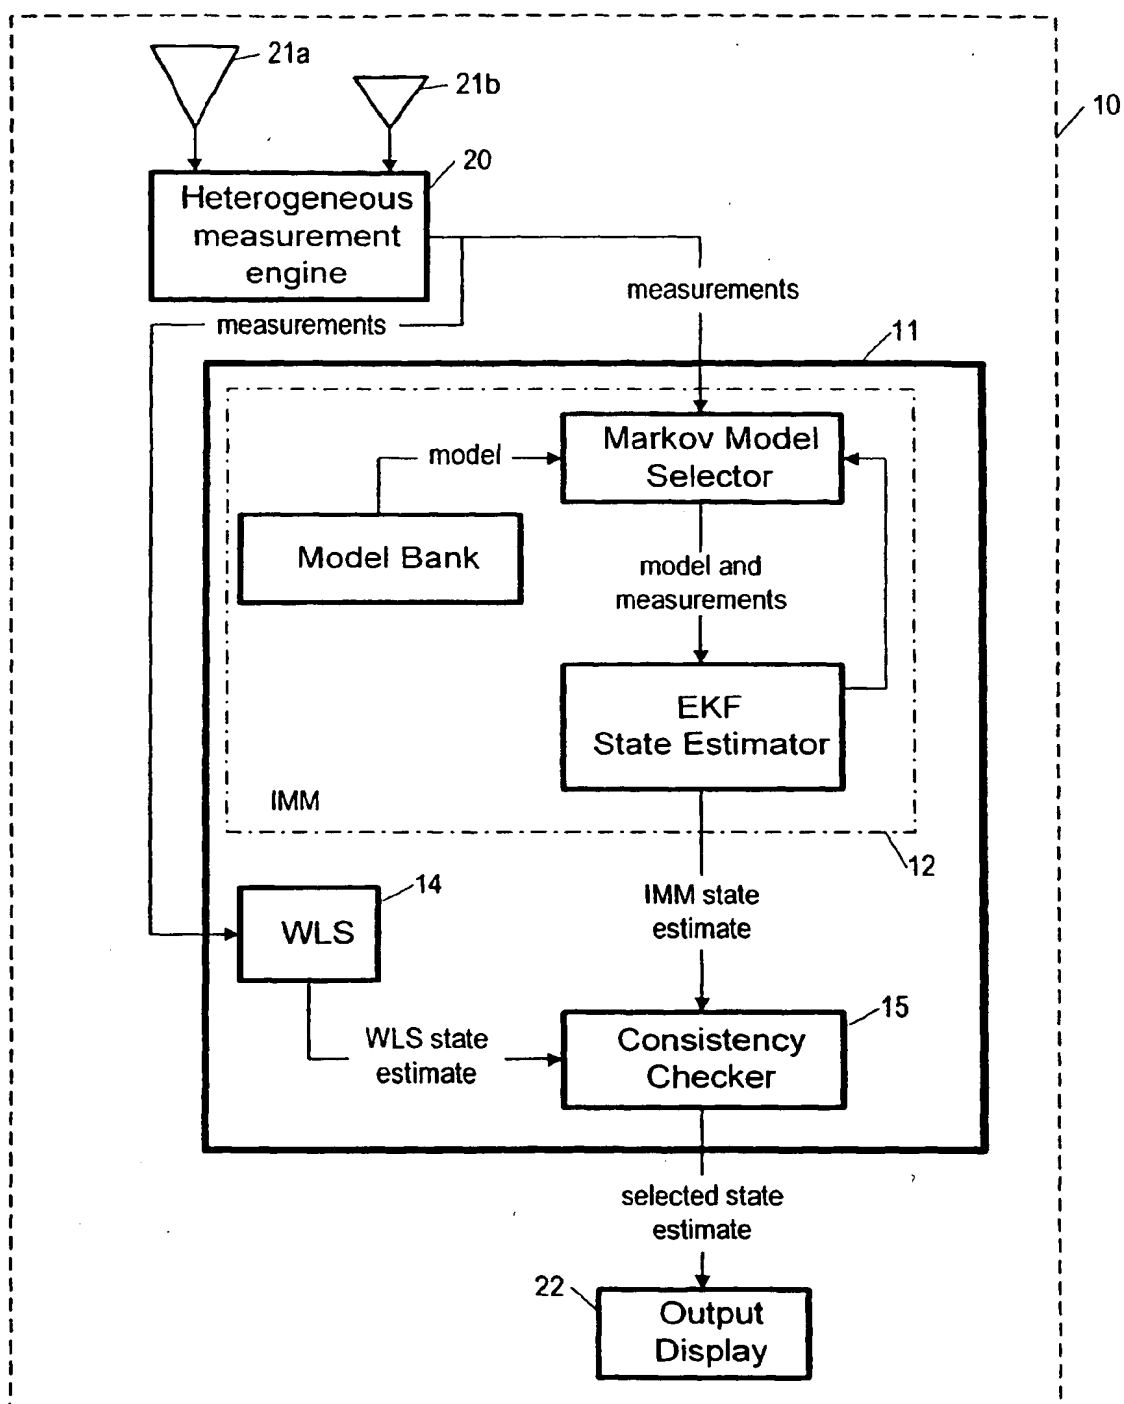 21a
21b
10
20
Heterogeneous
measurement
engine
measurements
measurements
11
Markov Model
Selector
model
Model Bank
model and
measurements
EKF
State Estimator
IMM
12
14
WLS
IMM state
estimate
15
WLS state
estimate
Consistency
Checker
selected state
estimate
22
Output
Display